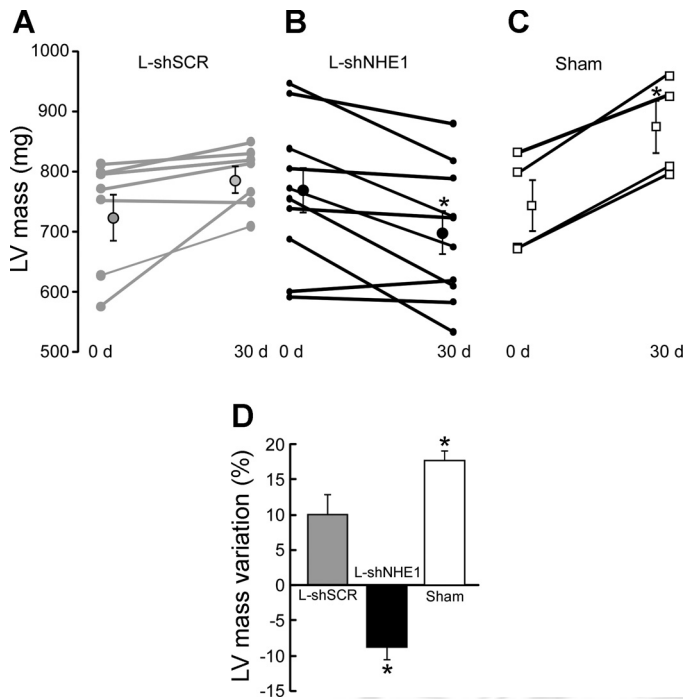 A
B
C
L-shSCR
L-shNHE1
Sham
LV mass (mg)
1000
900
800
700
600
500
*
*
0 d
30 d
0 d
30 d
0 d
30 d
D
LV mass variation (%)
20
15
10
5
0
-5
-10
-15
*
L-shNHE1
L-shSCR
Sham
*